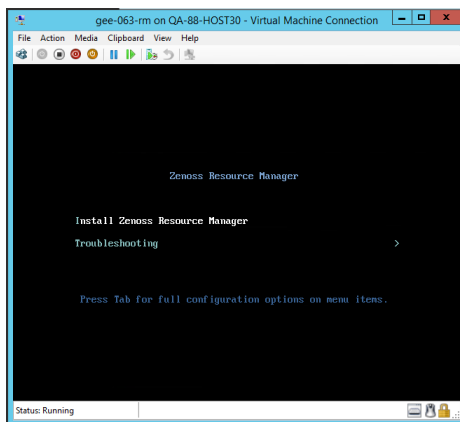 gee-063-rm on QA-88-HOST30 - Virtual Machine Connection
File Action Media Clipboard View Help
Zenoss Resource Manager
Install Zenoss Resource Manager
Troubleshooting >
Press Tab for full configuration options on menu items.
Status: Running